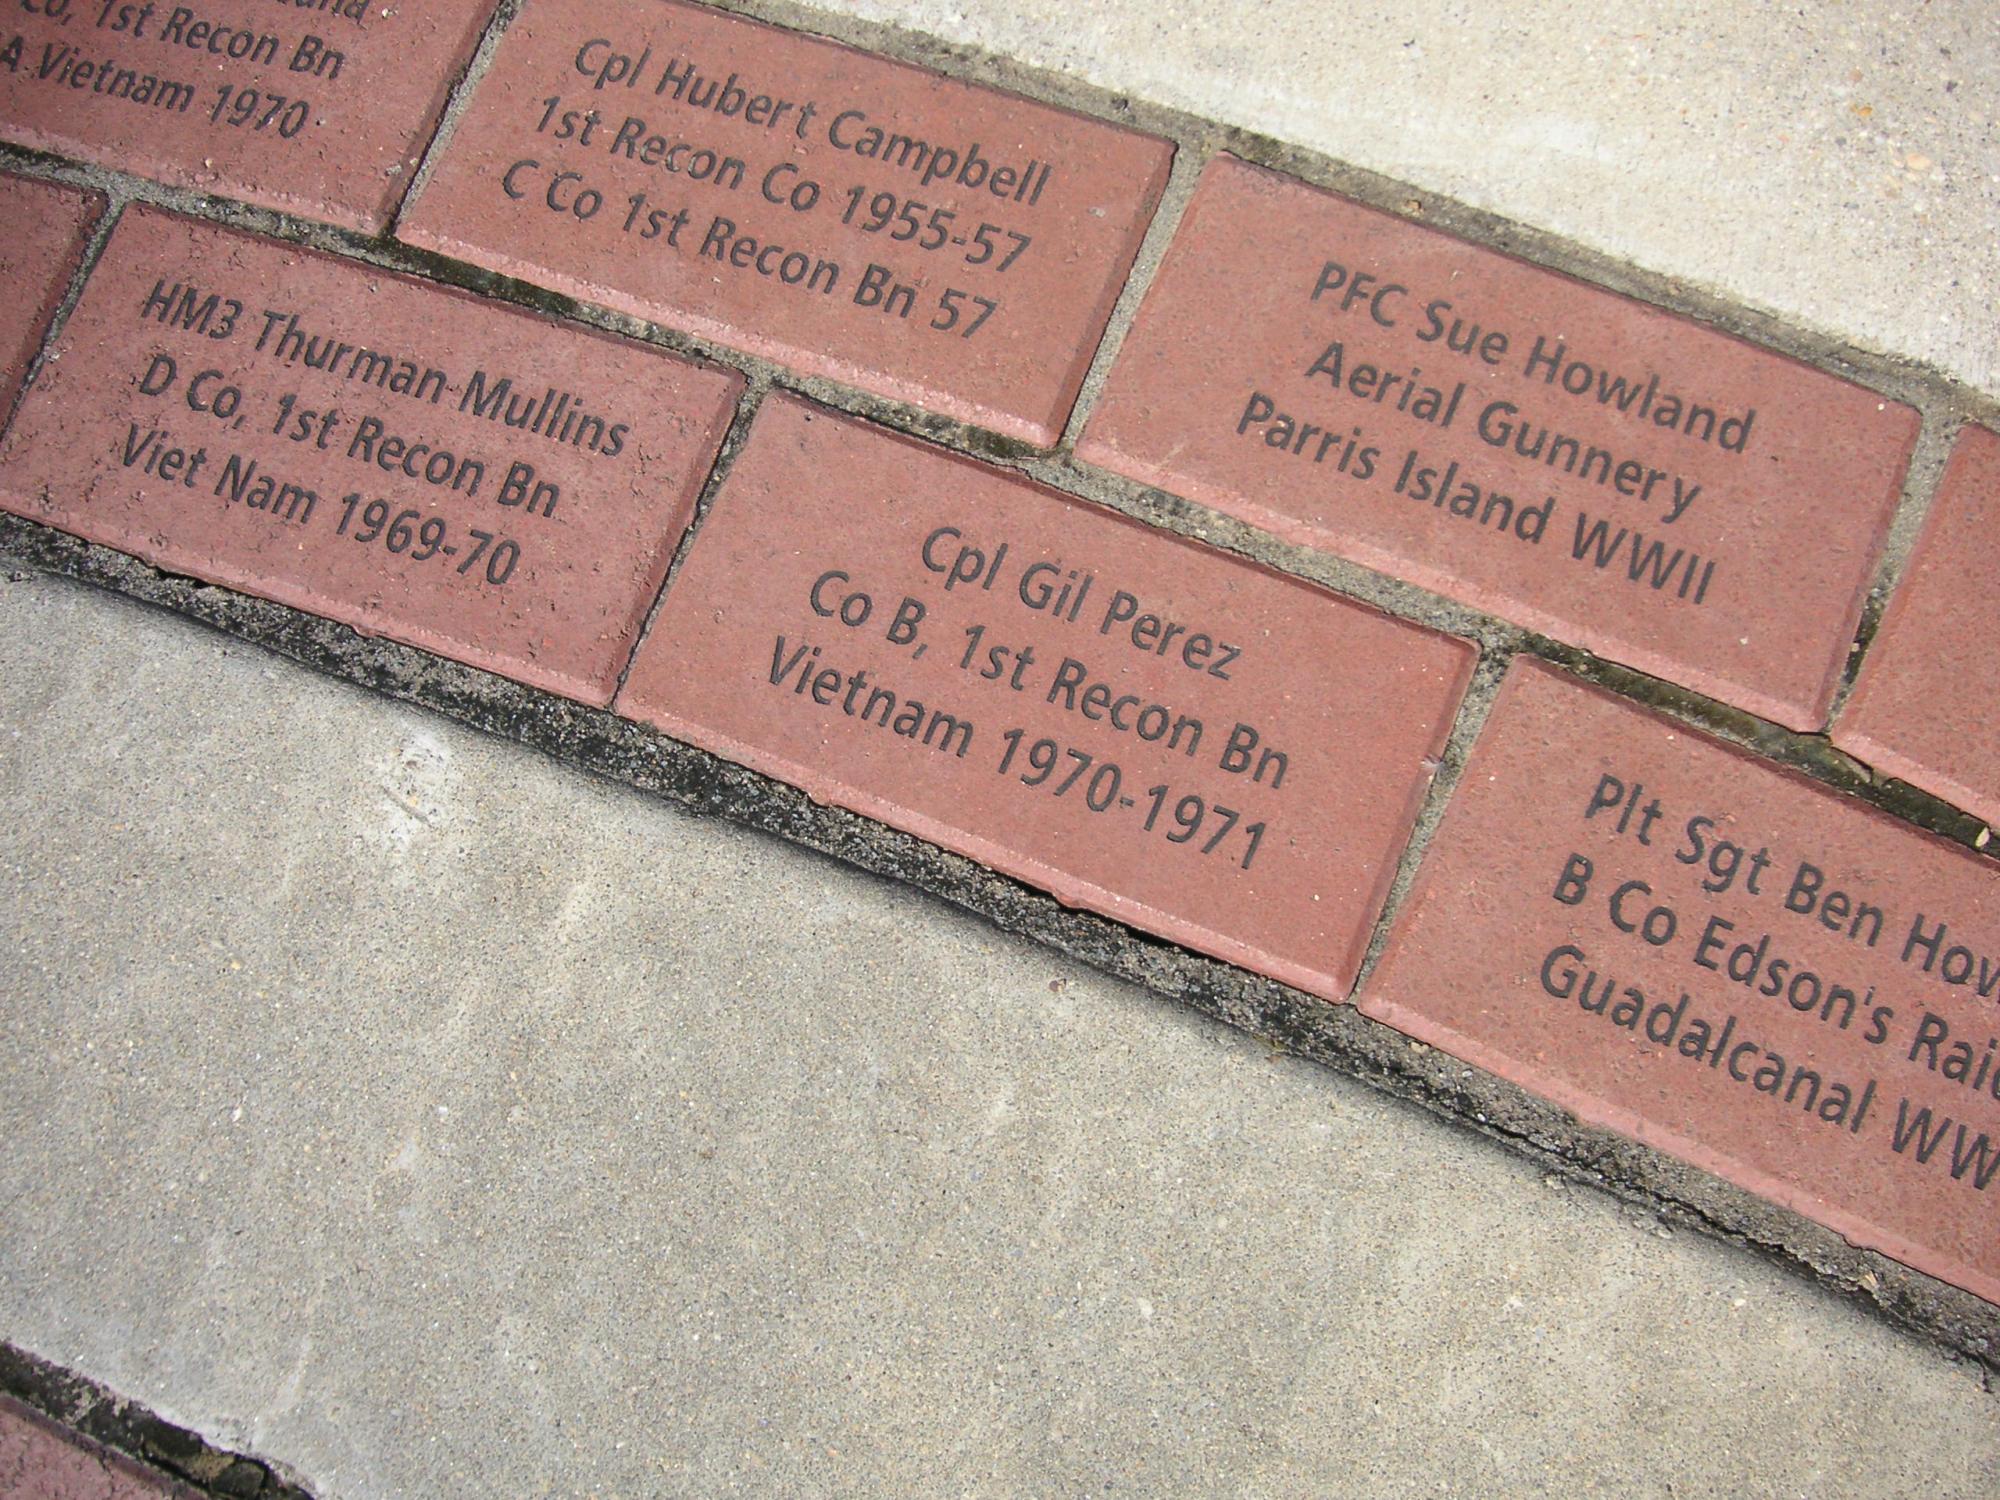 1st Recon Bn
Vietnam 1970
Cpl Hubert Campbell
1st Recon Co 1955-57
C Co 1st Recon Bn 57
PFC Sue Howland
Aerial Gunnery
Parris Island WWII
HM3 Thurman Mullins
D Co, 1st Recon Bn
Viet Nam 1969-70
Cpl Gil Perez
Co B, 1st Recon Bn
Vietnam 1970-1971
Plt Sgt Ben
B Co Edson's
Guadalcanal